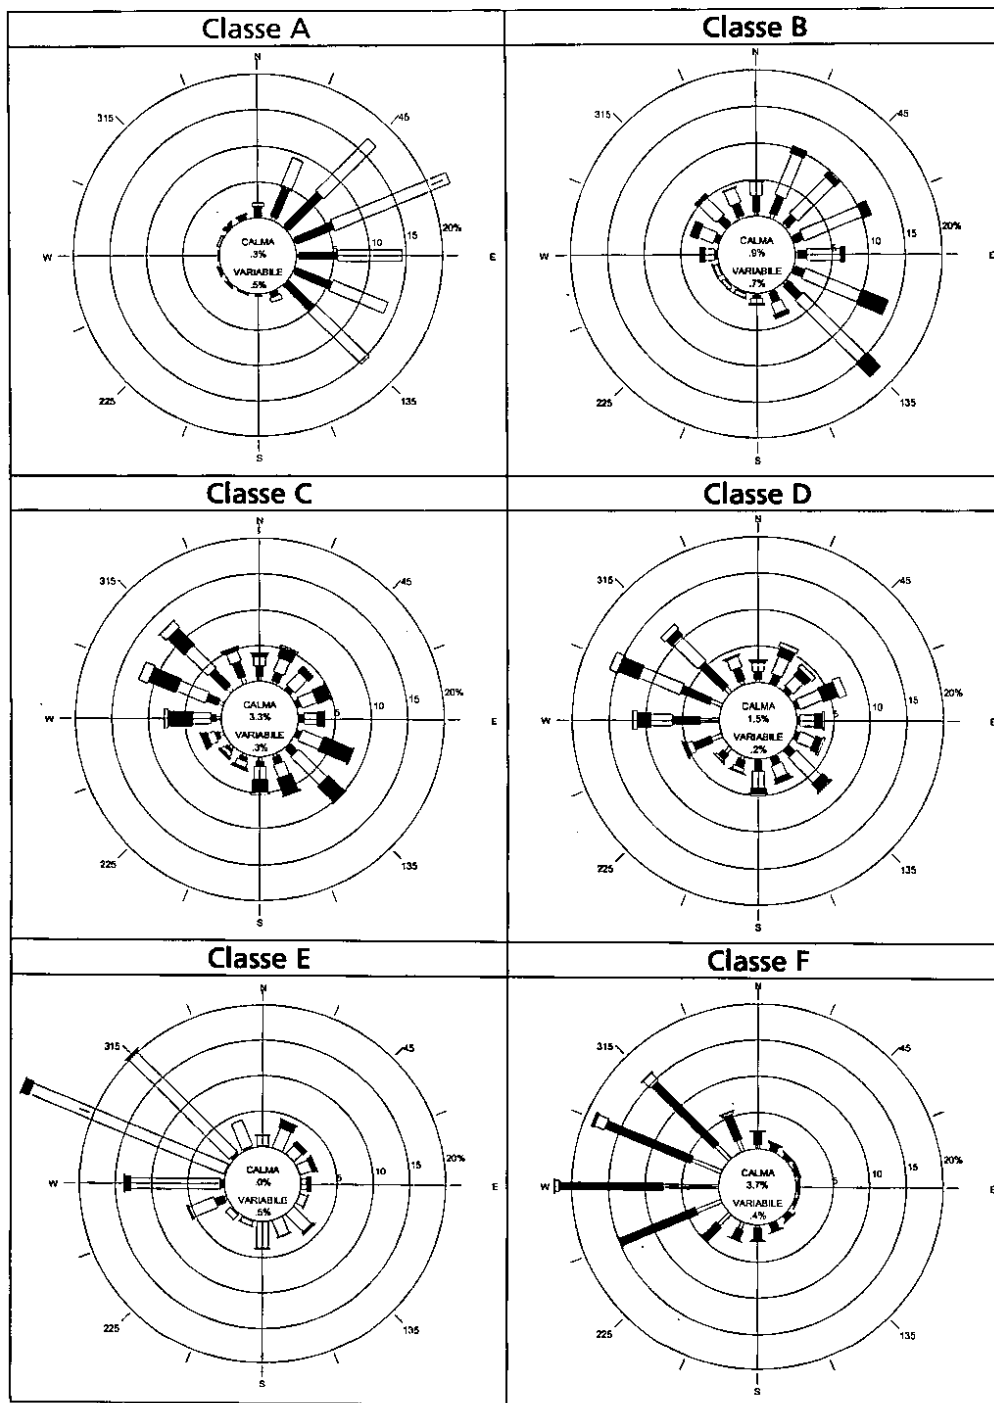 Classe A
Classe B
N
315
45
CALMA
.3%
VARIABILE
.5%
5
10
15
20%
W
E
225
135
S
N
315
45
CALMA
.9%
VARIABILE
.7%
5
10
15
20%
W
E
225
135
S
Classe C
Classe D
N
315
45
CALMA
3.3%
VARIABILE
.3%
5
10
15
20%
W
E
225
135
S
N
315
45
CALMA
1.5%
VARIABILE
.2%
5
10
15
20%
W
E
225
135
S
Classe E
Classe F
N
315
45
CALMA
.0%
VARIABILE
.5%
5
10
15
20%
W
E
225
135
S
N
315
45
CALMA
3.7%
VARIABILE
.4%
5
10
15
20%
W
E
225
135
S